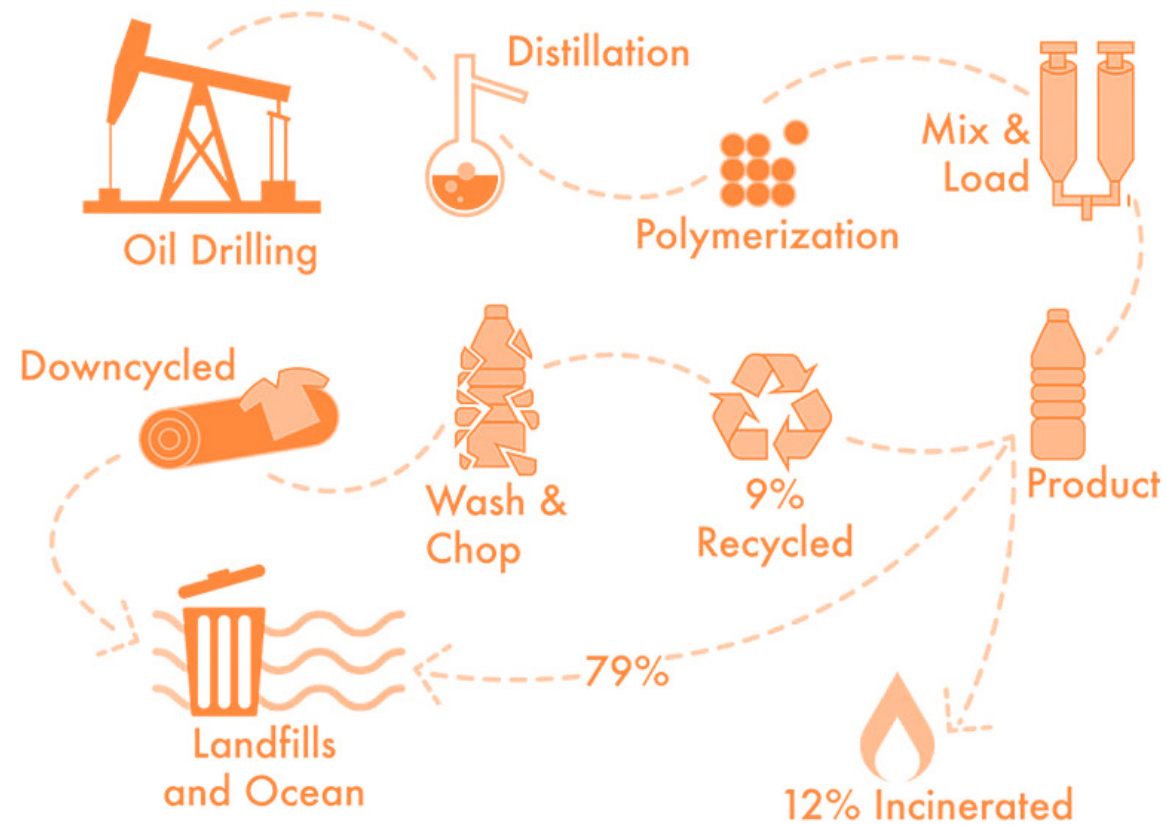 Distillation
Mix &
Load
Polymerization
Oil Drilling
Downcycled
Wash &
Chop
9%
Recycled
Product
79%
Landfills
and Ocean
12% Incinerated